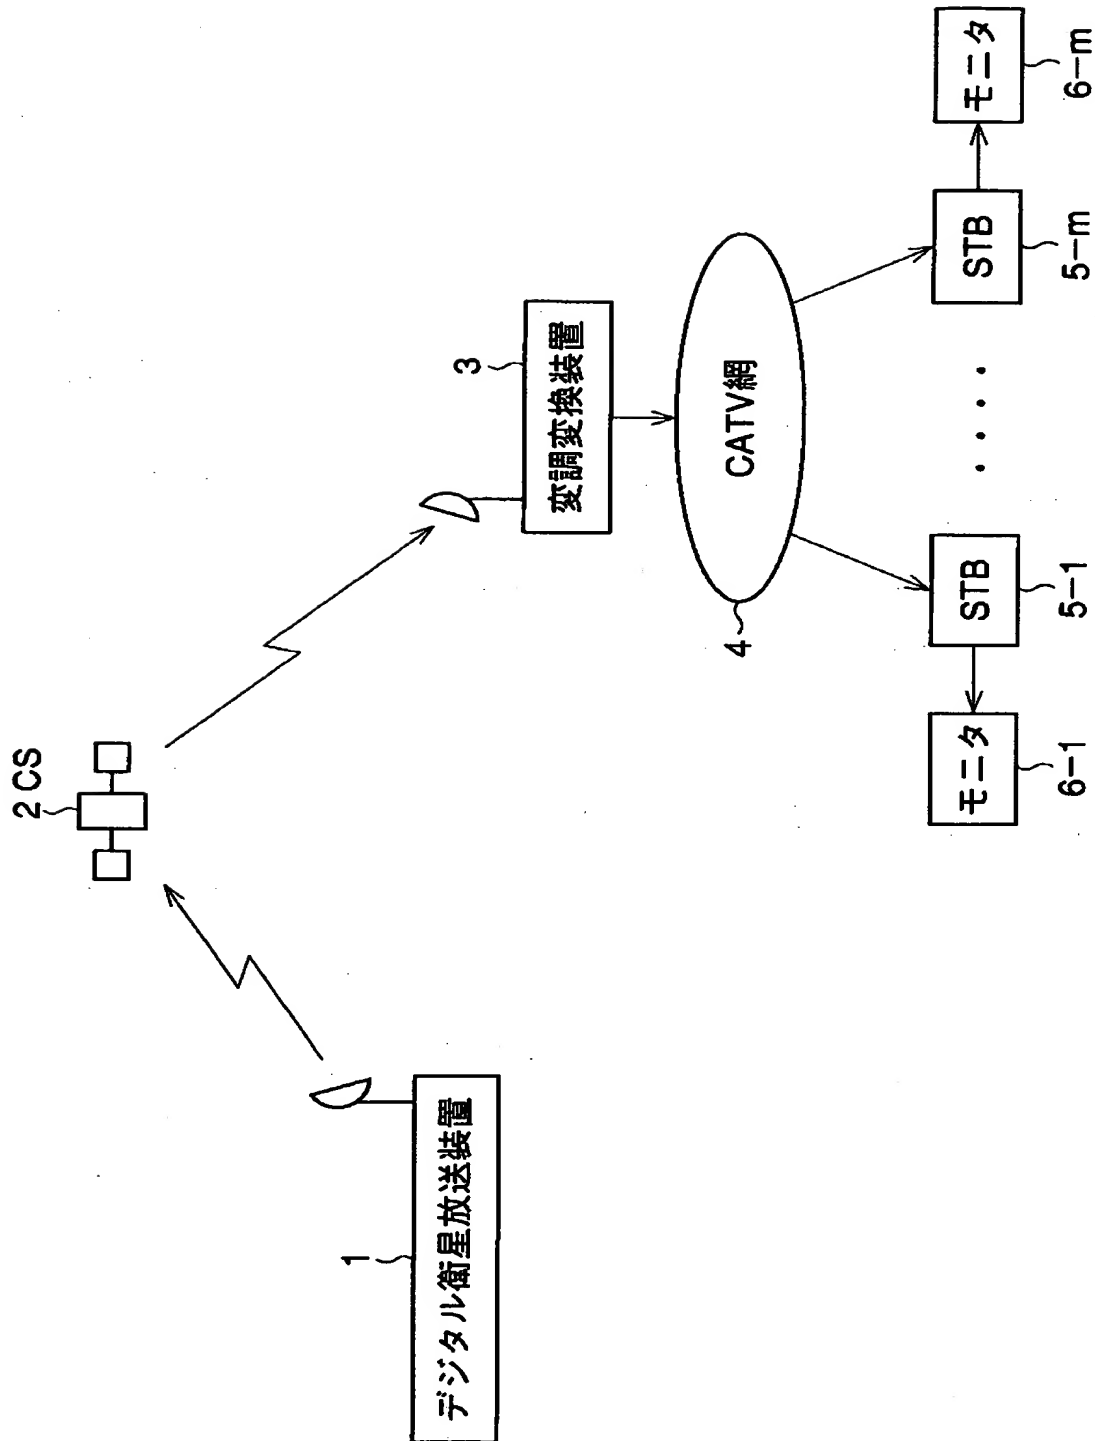 2 CS
1
デジタル衛星放送装置
3
変調変換装置
4
CATV網
STB
5-1
モニタ
6-1
・・・・
STB
5-m
モニタ
6-m